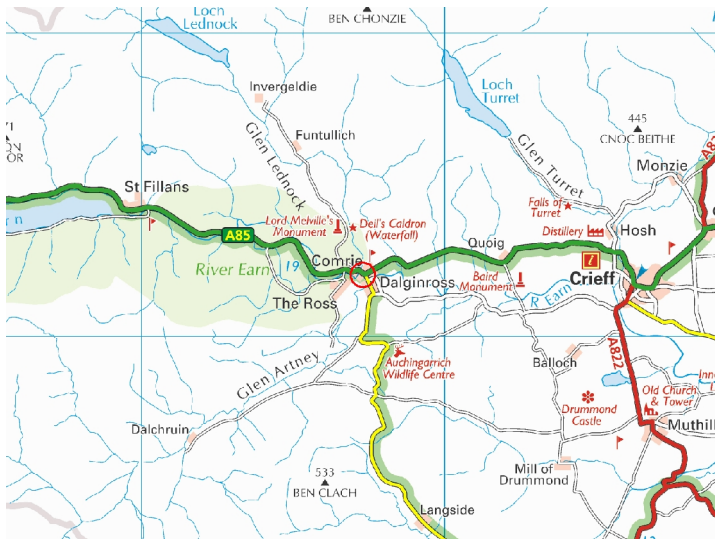 Loch
Lednock
BEN CHONZIE
Loch
Turret
Invergeldie
Funtullich
Glen Lednock
445
CNOC BEITHE
Glen Turret
Monzie
St Fillans
Falls of
Turret
Lord Melville's
Monument
Deil's Caldron
(Waterfall)
Distillery
Hosh
A85
Quoig
River Earn
19
Comrie
i
Crieff
Baird
Monument
Dalginross
R Earn
The Ross
A822
Auchingarrich
Wildlife Centre
Balloch
Glen Artney
Old Church
& Tower
Drummond
Castle
Muthill
Dalchruin
Mill of
Drummond
533
BEN CLACH
Langside